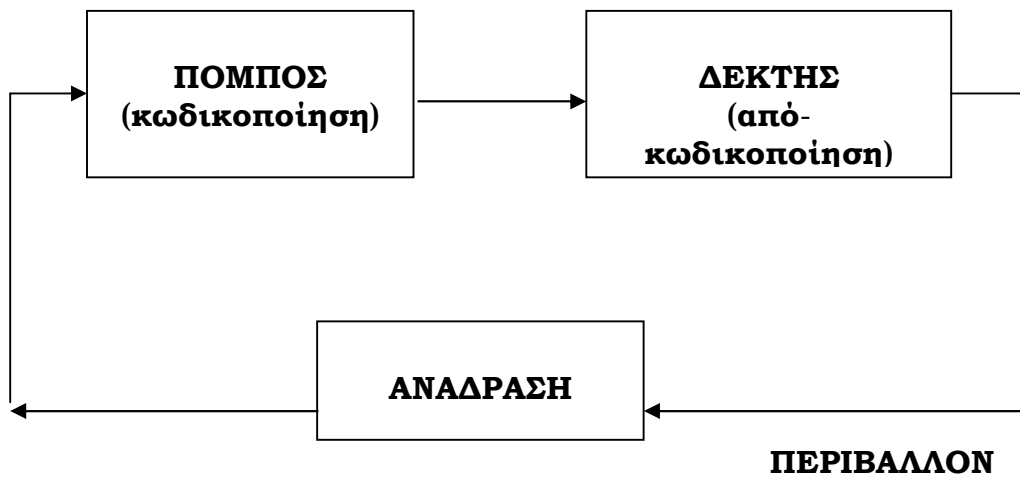 ΠΟΜΠΟΣ
(κωδικοποίηση)
ΔΕΚΤΗΣ
(από-
κωδικοποίηση)
ΑΝΑΔΡΑΣΗ
ΠΕΡΙΒΑΛΛΟΝ